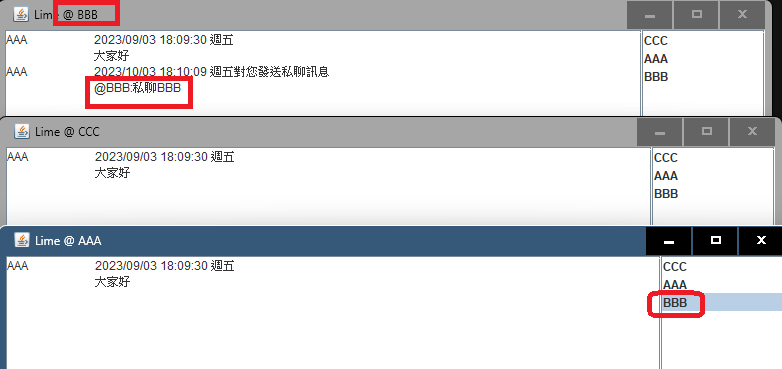 Lime @ BBB
AAA 2023/09/03 18:09:30 週五
大家好
AAA 2023/10/03 18:10:09 週五對您發送私聊訊息
@BBB:私聊BBB
CCC
AAA
BBB
Lime @ CCC
AAA 2023/09/03 18:09:30 週五
大家好
CCC
AAA
BBB
Lime @ AAA
AAA 2023/09/03 18:09:30 週五
大家好
CCC
AAA
BBB